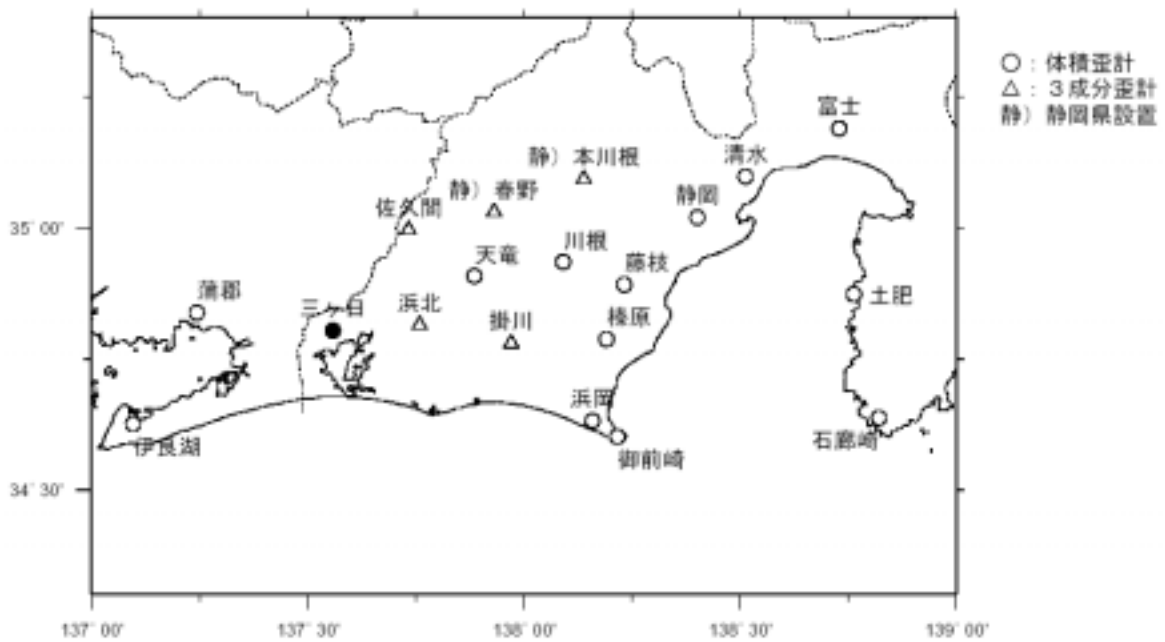 ○：体積歪計
△：３成分歪計
静）静岡県設置
富士
清水
静）本川根
静）春野
静岡
佐久間
35° 00'
川根
天竜
藤枝
蒲郡
三ヶ日
浜北
土肥
掛川
榛原
浜岡
伊良湖
石廊崎
御前崎
34° 30'
137° 00'
137° 30'
138° 00'
138° 30'
139° 00'